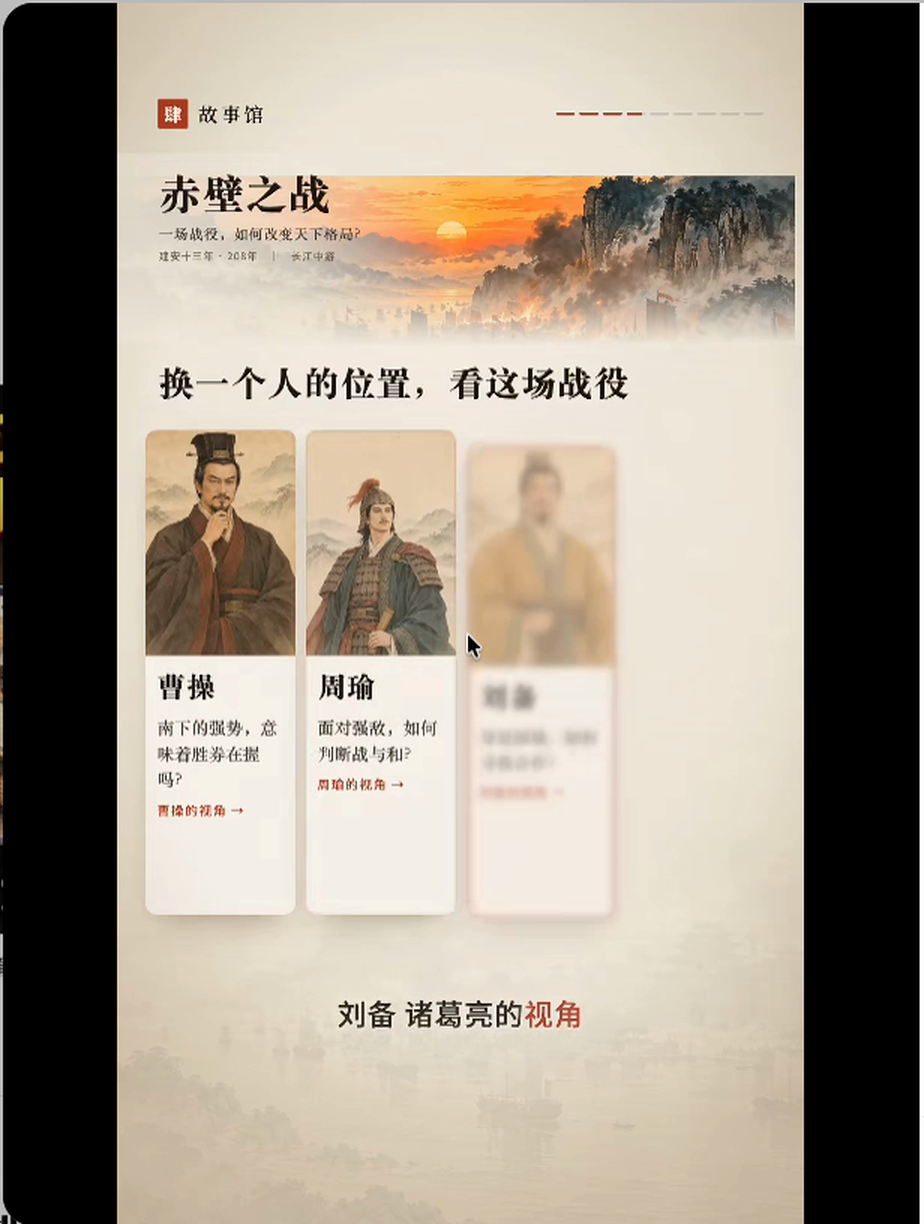 肆 故事馆
赤壁之战
一场战役，如何改变天下格局？
建安十三年·208年 | 长江中游
换一个人的位置，看这场战役
曹操
南下的强势，意
味着胜券在握
吗？
曹操的视角 →
周瑜
面对强敌，如何
判断战与和？
周瑜的视角 →
刘备
刘备 诸葛亮的视角